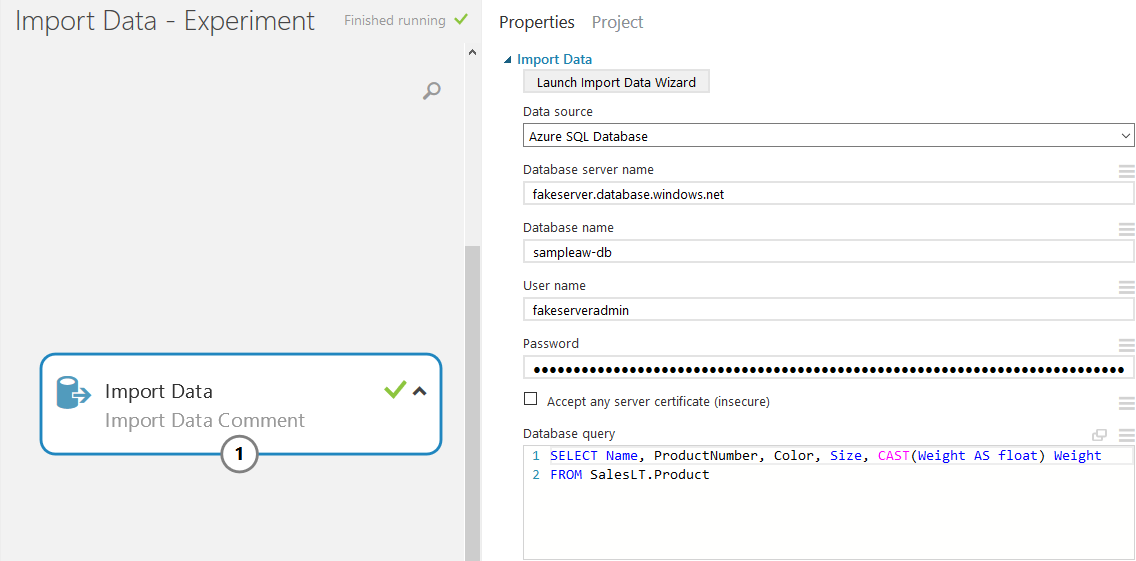 Import Data - Experiment
Finished running
Import Data
Import Data Comment
1
Properties Project
Import Data
Launch Import Data Wizard
Data source
Azure SQL Database
Database server name
fakeserver.database.windows.net
Database name
sampleaw-db
User name
fakeserveradmin
Password
Accept any server certificate (insecure)
Database query
1 SELECT Name, ProductNumber, Color, Size, CAST(Weight AS float) Weight
2 FROM SalesLT.Product